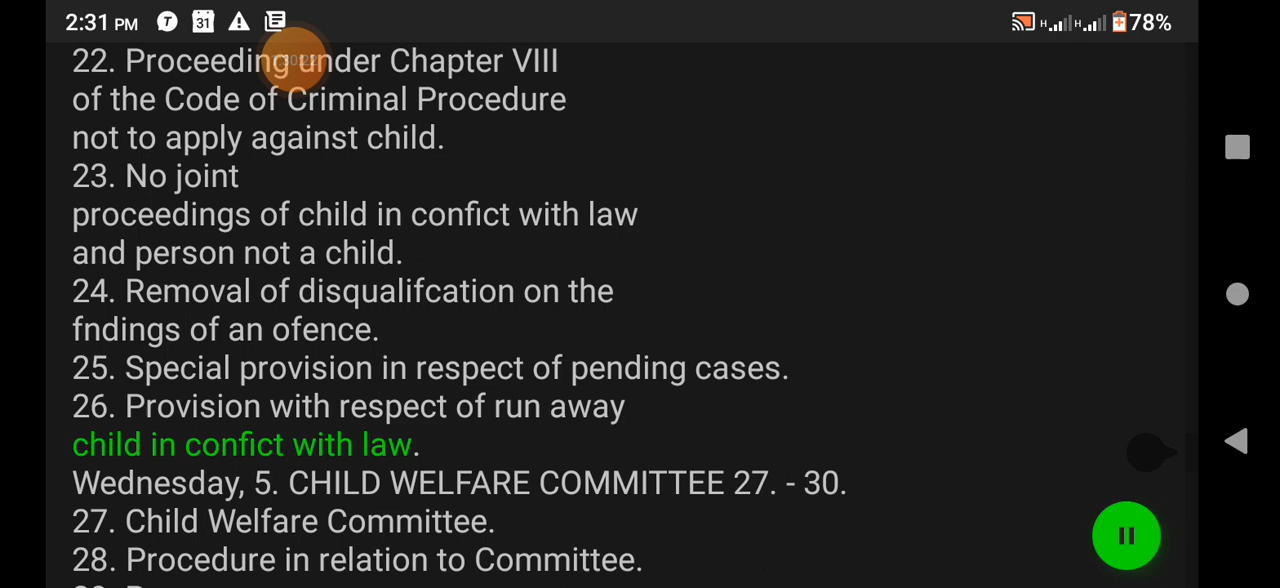 2:31 PM T 31 H H 78%
22. Proceeding under Chapter VIII
of the Code of Criminal Procedure
not to apply against child.
23. No joint
proceedings of child in confict with law
and person not a child.
24. Removal of disqualifcation on the
fndings of an ofence.
25. Special provision in respect of pending cases.
26. Provision with respect of run away
child in confict with law.
Wednesday, 5. CHILD WELFARE COMMITTEE 27. - 30.
27. Child Welfare Committee.
28. Procedure in relation to Committee.